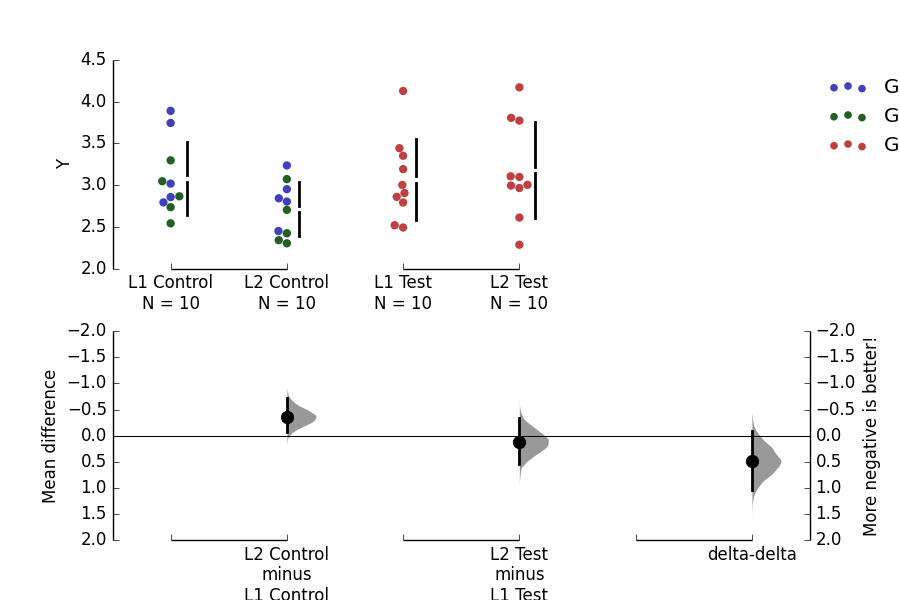 4.5
4.0
3.5
3.0
2.5
2.0
Y
G
G
G
L1 Control
N = 10
L2 Control
N = 10
L1 Test
N = 10
L2 Test
N = 10
−2.0
−1.5
−1.0
−0.5
0.0
0.5
1.0
1.5
2.0
Mean difference
L2 Control
minus
L1 Control
L2 Test
minus
L1 Test
delta-delta
−2.0
−1.5
−1.0
−0.5
0.0
0.5
1.0
1.5
2.0
More negative is better!